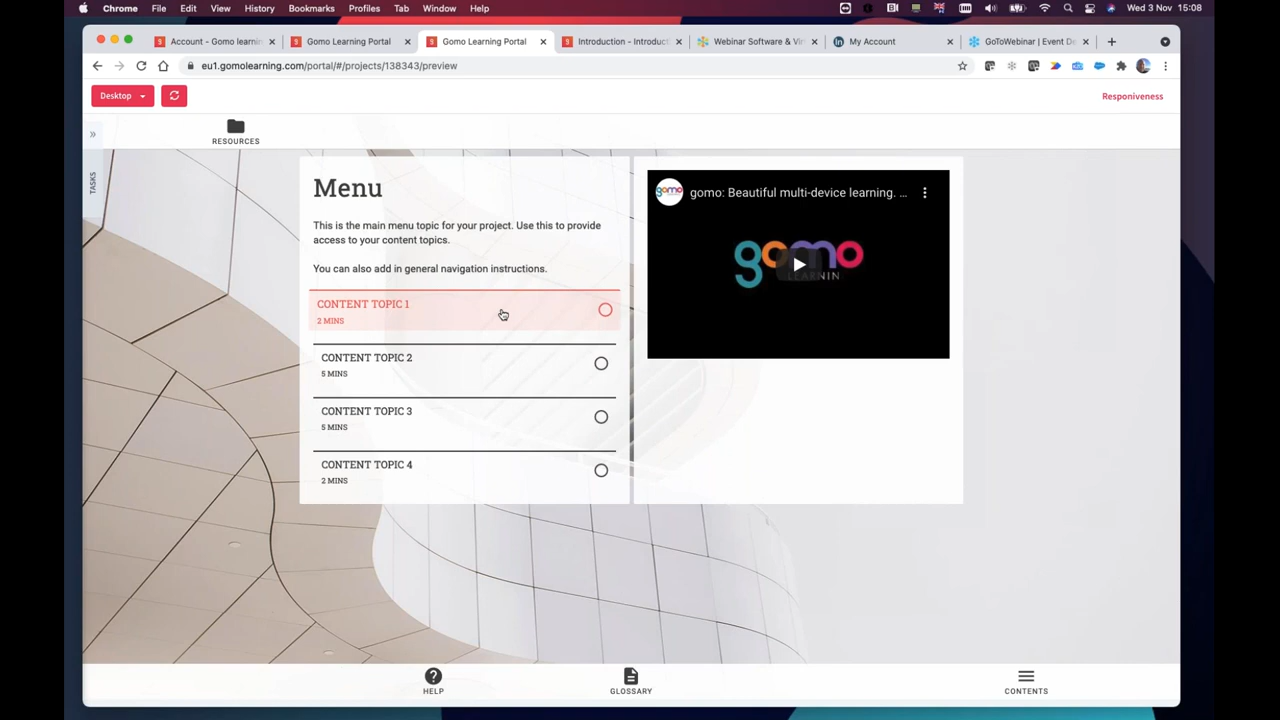 Chrome File Edit View History Bookmarks Profiles Tab Window Help Wed 3 Nov 15:08
Account - Gomo learnin
Gomo Learning Portal
Gomo Learning Portal
Introduction - Introduct
Webinar Software & Vir
My Account
GoToWebinar | Event De
eu1.gomolearning.com/portal/#/projects/138343/preview
Desktop
Responiveness
RESOURCES
TASKS
Menu
This is the main menu topic for your project. Use this to provide
access to your content topics.
You can also add in general navigation instructions.
CONTENT TOPIC 1
2 MINS
CONTENT TOPIC 2
5 MINS
CONTENT TOPIC 3
5 MINS
CONTENT TOPIC 4
2 MINS
gomo
gomo: Beautiful multi-device learning. ...
gomo
LEARNIN
HELP
GLOSSARY
CONTENTS